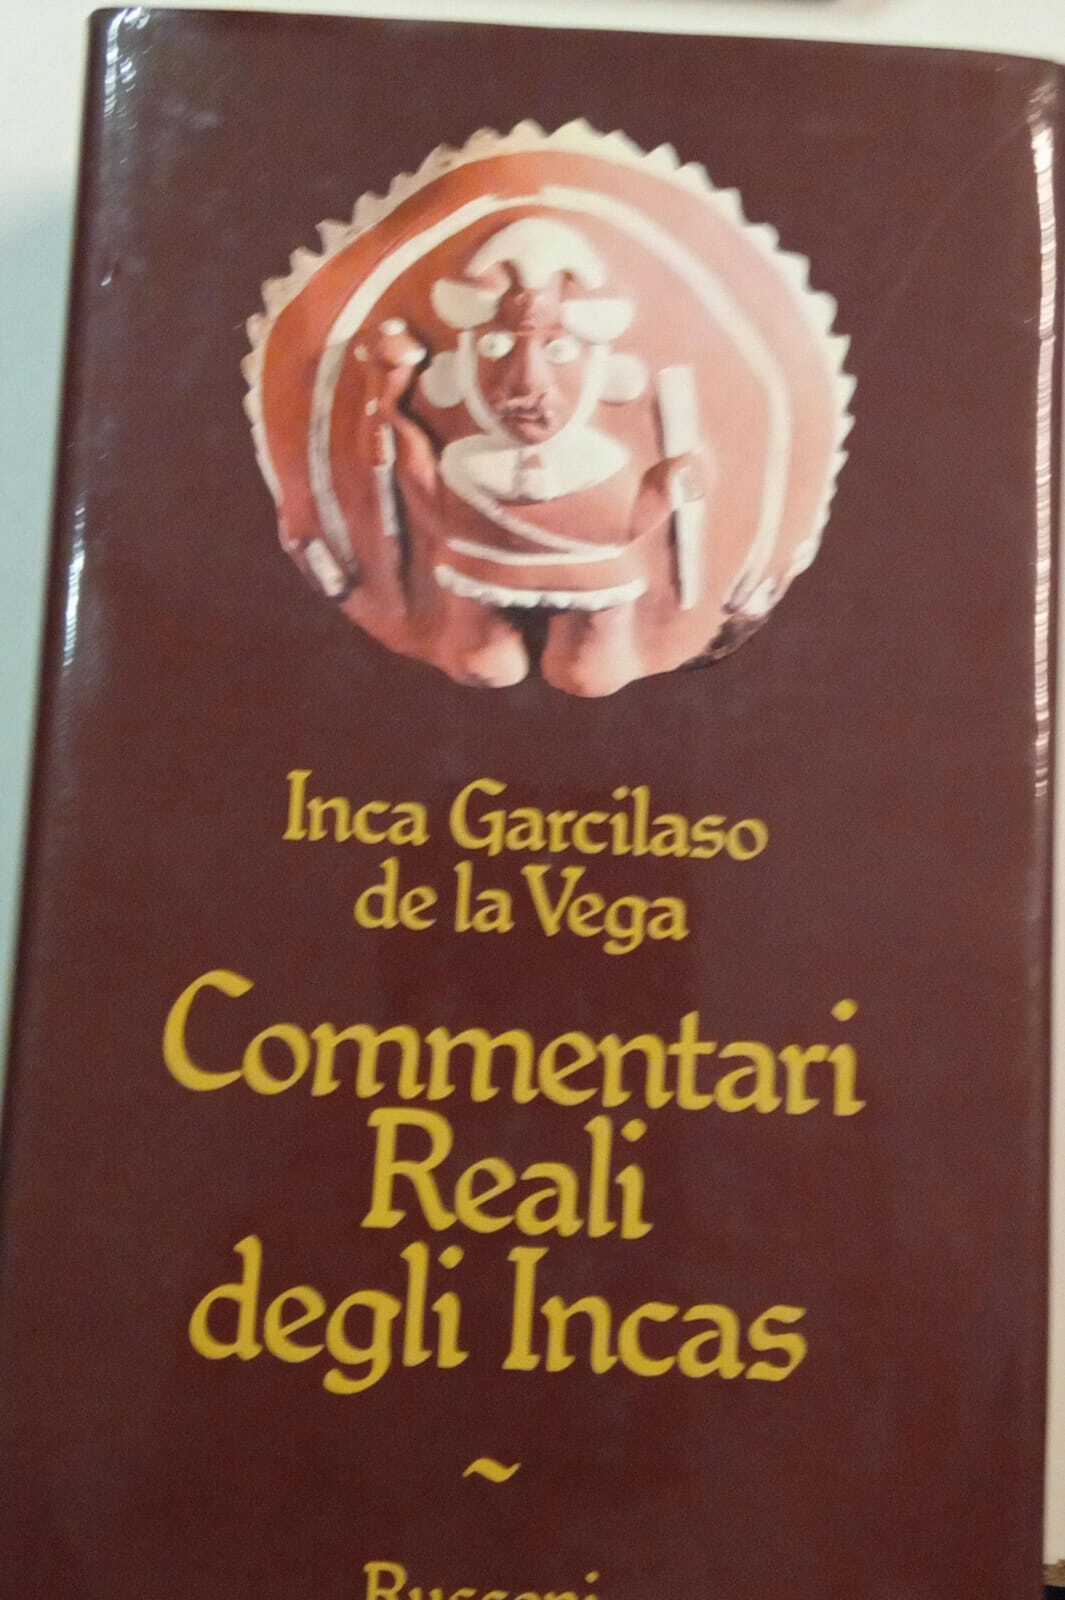 Inca Garcilaso
de la Vega
Commentari
Reali
degli Incas
~